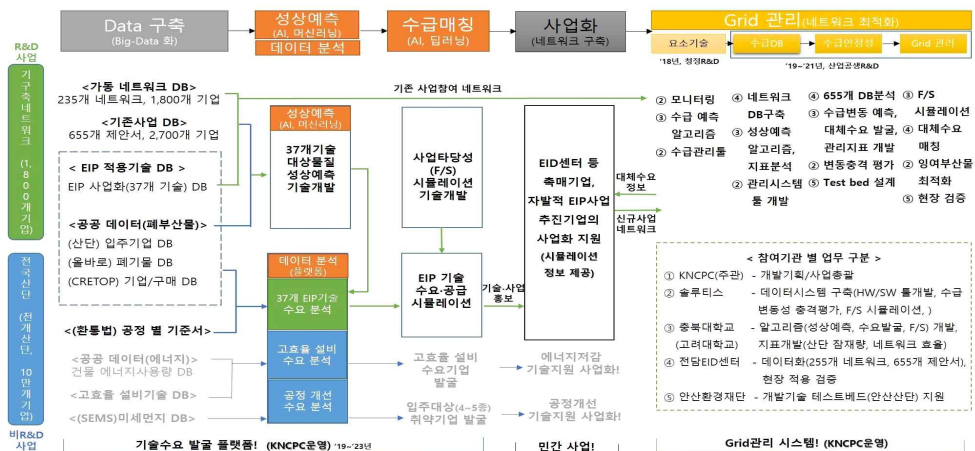 Data 구축
(Big-Data 화)
성상예측
(AI, 머신러닝)
데이터 분석
수급매칭
(AI, 딥러닝)
사업화
(네트워크 구축)
Grid 관리(네트워크 최적화)
요소기술
수급DB
수급안정성
Grid 관리
'18년, 청정R&D
'19~'21년, 산업공생R&D
R&D
사업
기구축네트워크 (1,800개기업)
전국산단 (전개산단, 10만개기업)
비R&D
사업
<가동 네트워크 DB>
235개 네트워크, 1,800개 기업
<기존사업 DB>
655개 제안서, 2,700개 기업
< EIP 적용기술 DB>
EIP 사업화(37개 기술) DB
<공공 데이터(폐부산물)>
(산단) 입주기업 DB
(올바로) 폐기물 DB
(CRETOP) 기업/구매 DB
<(환통법) 공정 별 기준서>
<공공 데이터(에너지)>
건물 에너지사용량 DB
<고효율 설비기술 DB>
<(SEMS)미세먼지 DB>
기존 사업참여 네트워크
성상예측
(AI, 머신러닝)
37개기술
대상물질
성상예측
기술개발
데이터 분석
(플랫폼)
37개 EIP기술
수요 분석
고효율 설비
수요 분석
공정 개선
수요 분석
사업타당성
(F/S)
시뮬레이션
기술개발
EIP 기술
수요·공급
시뮬레이션
고효율 설비
수요기업
발굴
입주대상(4~5종)
취약기업 발굴
기술·사업
홍보
EID센터 등
촉매기업,
자발적 EIP사업
추진기업의
사업화 지원
(시뮬레이션
정보 제공)
에너지저감
기술지원 사업화!
공정개선
기술지원 사업화!
대체수요
정보
신규사업
네트워크
② 모니터링
③ 수급 예측
알고리즘
② 수급관리툴
④ 네트워크
DB구축
③ 성상예측
알고리즘,
지표분석
② 관리시스템
툴 개발
④ 655개 DB분석
③ 수급변동 예측,
대체수요 발굴,
관리지표 개발
② 변동충격 평가
⑤ Test bed 설계
③ F/S
시뮬레이션
④ 대체수요
매칭
② 잉여부산물
최적화
⑤ 현장 검증
< 참여기관 별 업무 구분>
① KNCPC(주관) - 개발기획/사업총괄
② 솔루티스 - 데이터시스템 구축(HW/SW 툴개발, 수급
변동성 충격평가, F/S 시뮬레이션, )
③ 충북대학교 - 알고리즘(성상예측, 수요발굴, F/S) 개발,
(고려대학교) 지표개발(산단 잠재량, 네트워크 효율)
④ 전담EID센터 - 데이터화(255개 네트워크, 655개 제안서),
현장 적용 검증
⑤ 안산환경재단 - 개발기술 테스트베드(안산산단) 지원
기술수요 발굴 플랫폼! (KNCPC운영) '19~'23년
민간 사업!
Grid관리 시스템! (KNCPC운영)